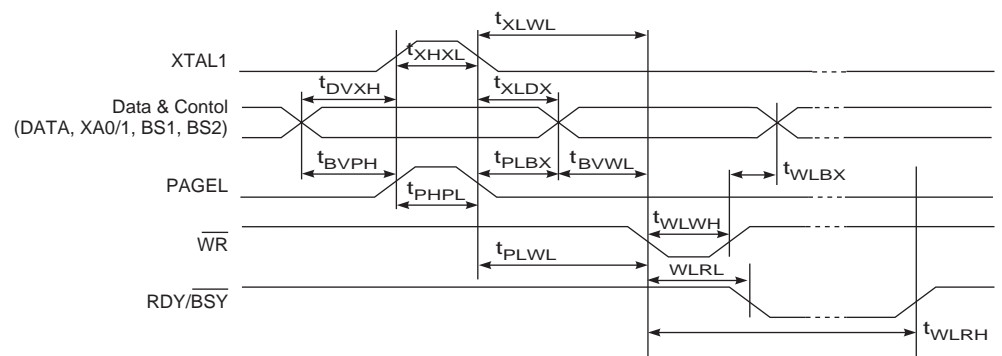 tXLWL
XTAL1
tXHXL
tDVXH
tXLDX
Data & Contol
(DATA, XA0/1, BS1, BS2)
tBVPH
tPLBX
tBVWL
tWLBX
PAGEL
tPHPL
tWLWH
WR
tPLWL
WLRL
RDY/BSY
tWLRH